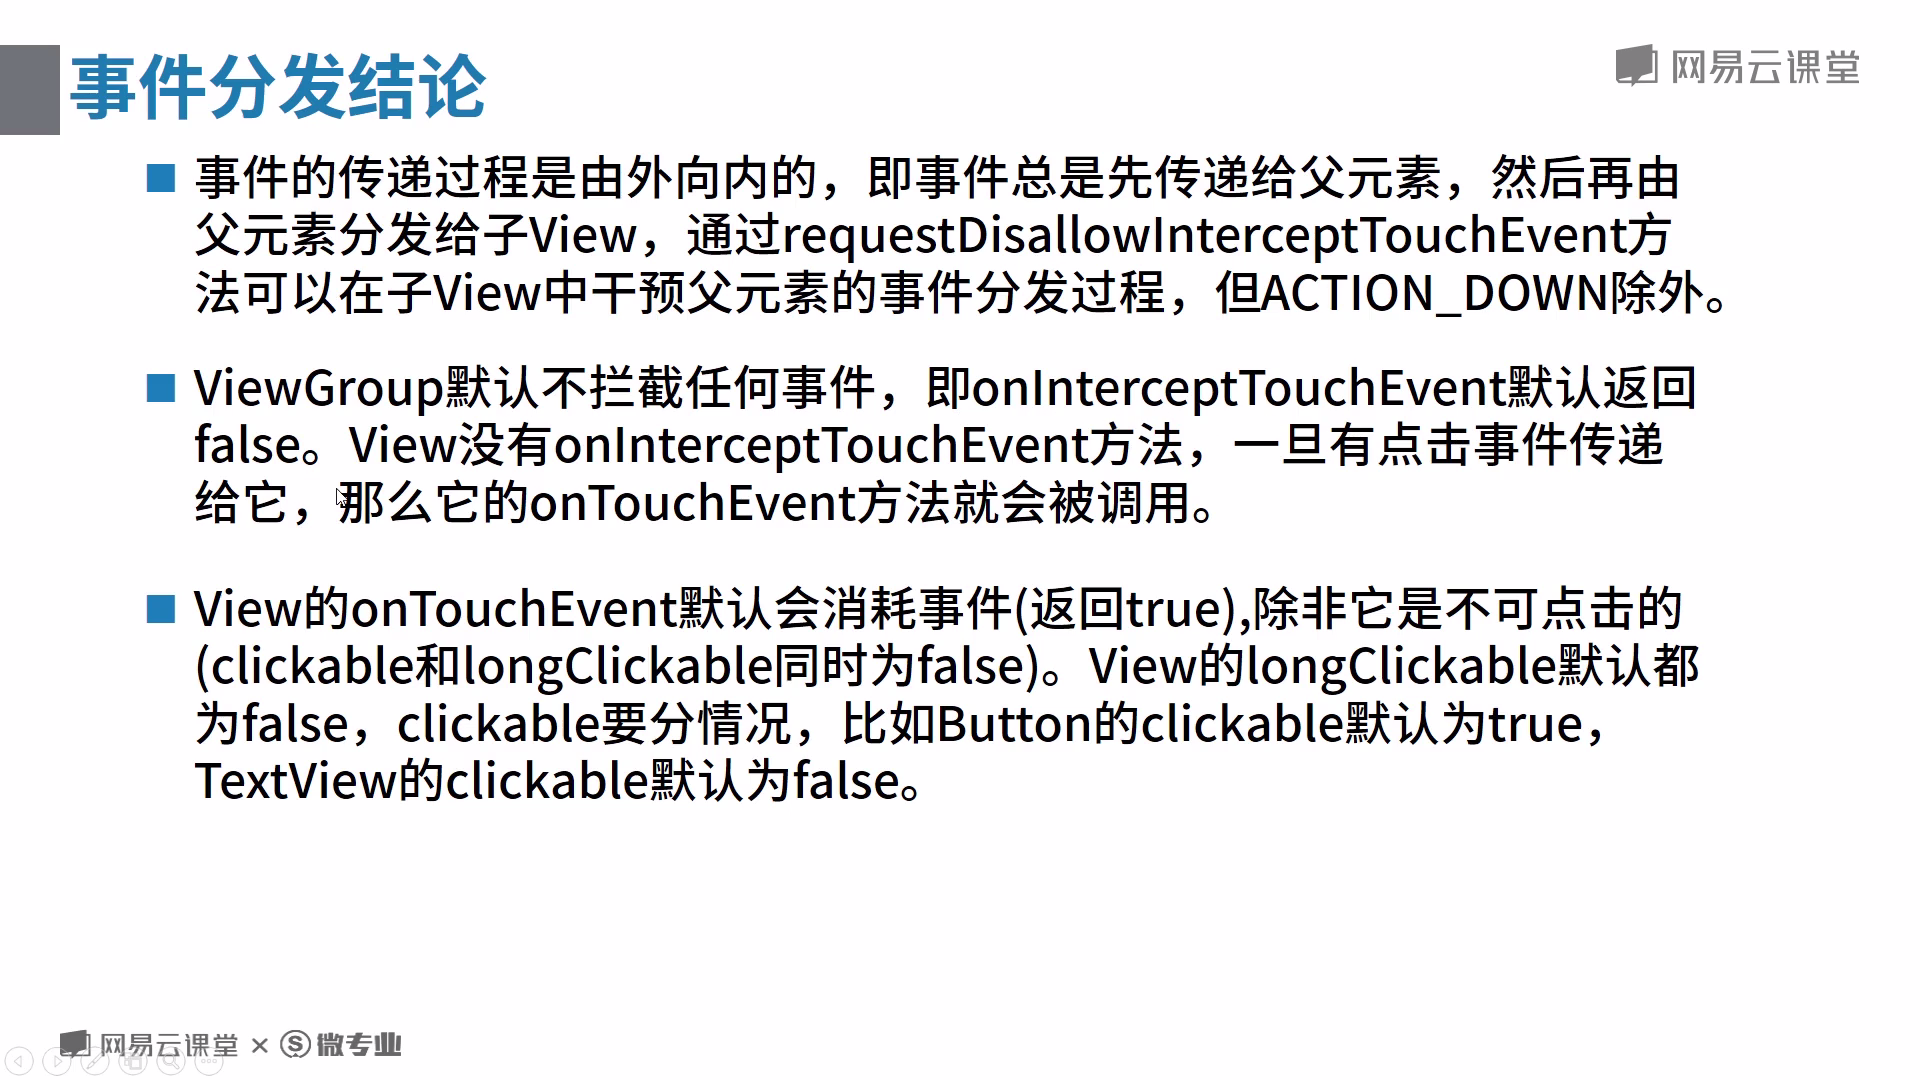 事件分发结论
网易云课堂
事件的传递过程是由外向内的，即事件总是先传递给父元素，然后再由
父元素分发给子View，通过requestDisallowInterceptTouchEvent方
法可以在子View中干预父元素的事件分发过程，但ACTION_DOWN除外。
ViewGroup默认不拦截任何事件，即onInterceptTouchEvent默认返回
false。View没有onInterceptTouchEvent方法，一旦有点击事件传递
给它，那么它的onTouchEvent方法就会被调用。
View的onTouchEvent默认会消耗事件(返回true),除非它是不可点击的
(clickable和longClickable同时为false)。View的longClickable默认都
为false，clickable要分情况，比如Button的clickable默认为true，
TextView的clickable默认为false。
网易云课堂 × S 微专业